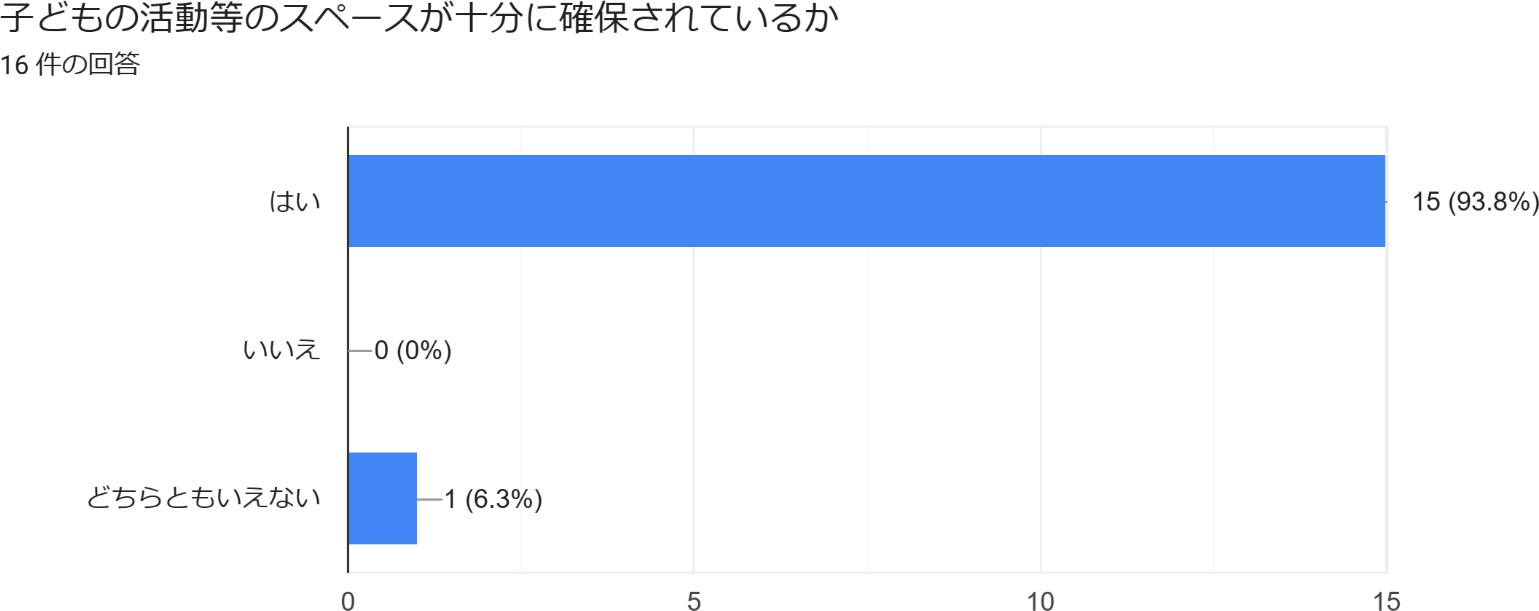 子どもの活動等のスペースが十分に確保されているか
16 件の回答
はい
15 (93.8%)
いいえ
0 (0%)
どちらともいえない
1 (6.3%)
0 5 10 15